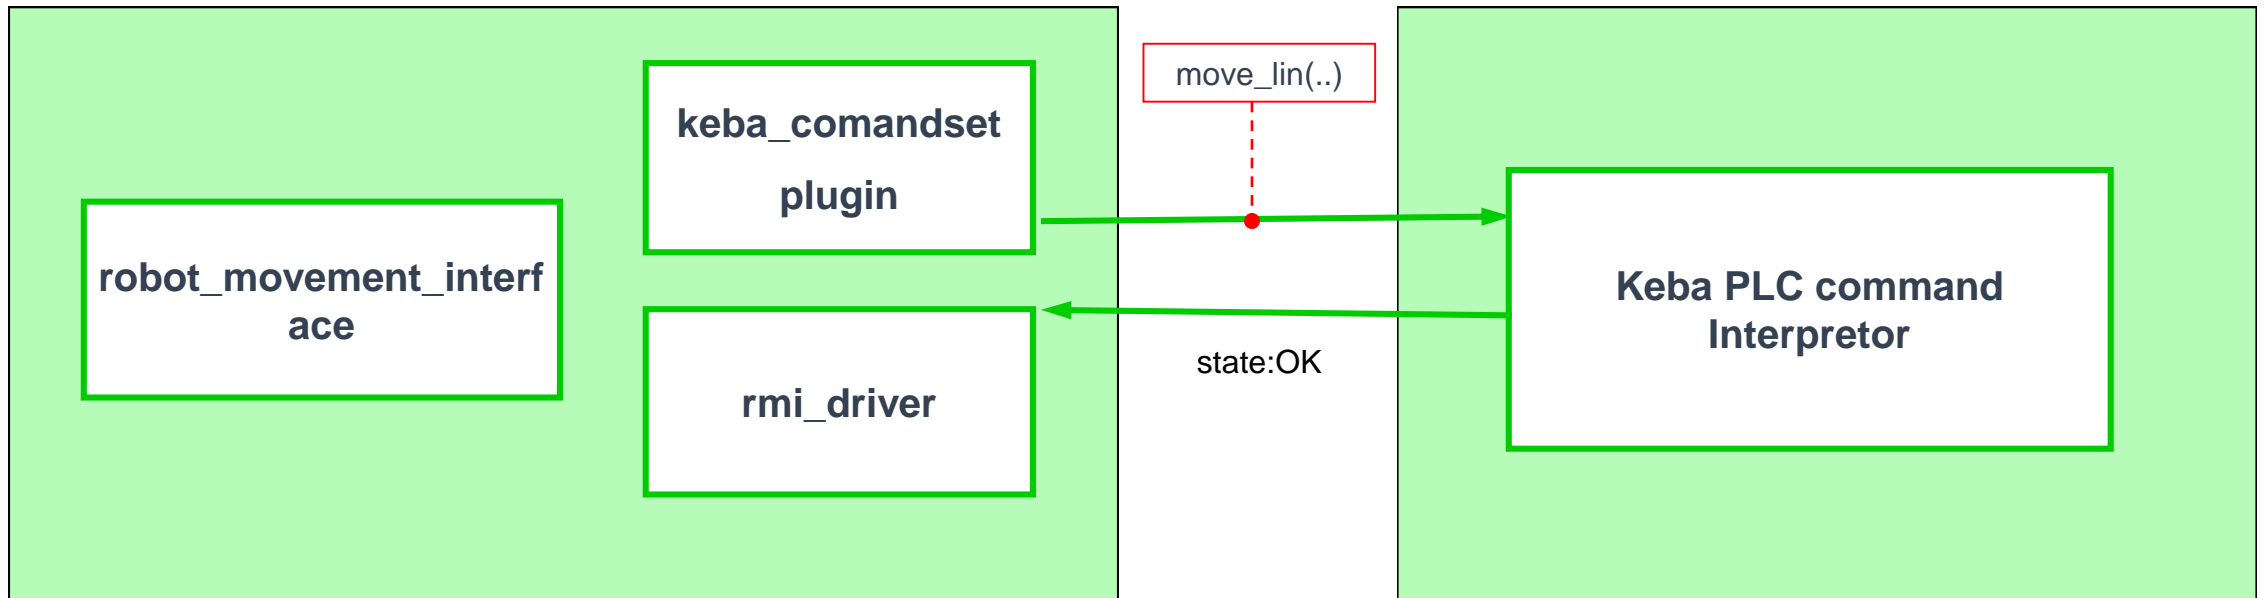 robot_movement_interf
ace
keba_comandset
plugin
rmi_driver
move_lin(..)
state:OK
Keba PLC command
Interpretor